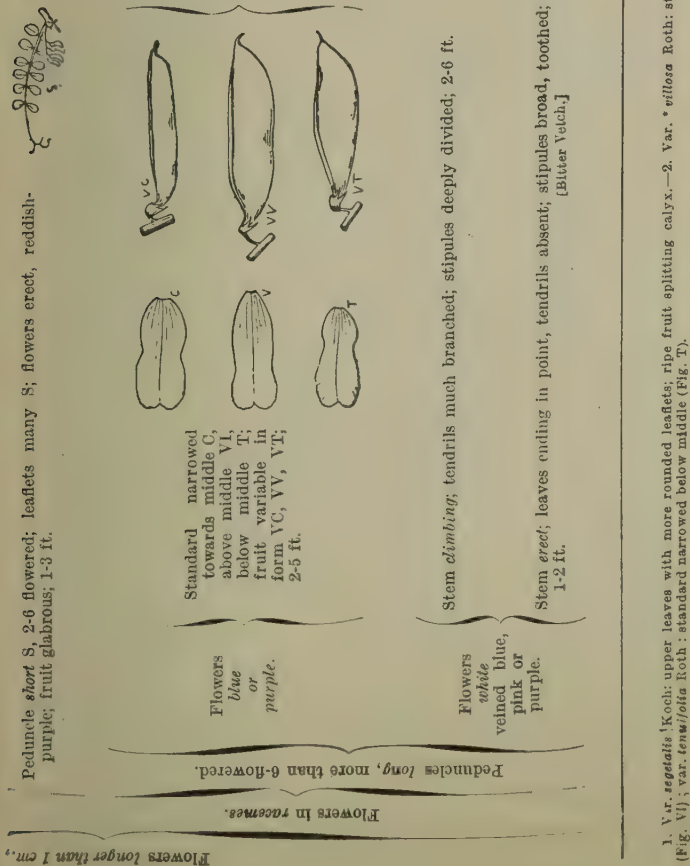 Flowers longer than 1 cm.,
Flowers in racemes.
Peduncle short S, 2-6 flowered; leaflets many S; flowers erect, reddish-
purple; fruit glabrous; 1-3 ft.
S
Peduncles long, more than 6-flowered.
Flowers
blue
or
purple.
Standard narrowed
towards middle C,
above middle VI,
below middle T;
fruit variable in
form VC, VV, VT;
2-5 ft.
C
V
T
VC
VV
VT
Flowers
white
veined blue,
pink or
purple.
Stem climbing; tendrils much branched; stipules deeply divided; 2-6 ft.
Stem erect; leaves ending in point, tendrils absent; stipules broad, toothed;
1-2 ft.
[Bitter Vetch.]
1. Var. segetalis Koch: upper leaves with more rounded leaflets; ripe fruit splitting calyx.—2. Var. * villosa Roth:
(Fig. VI); var. tenuifolia Roth: standard narrowed below middle (Fig. T).